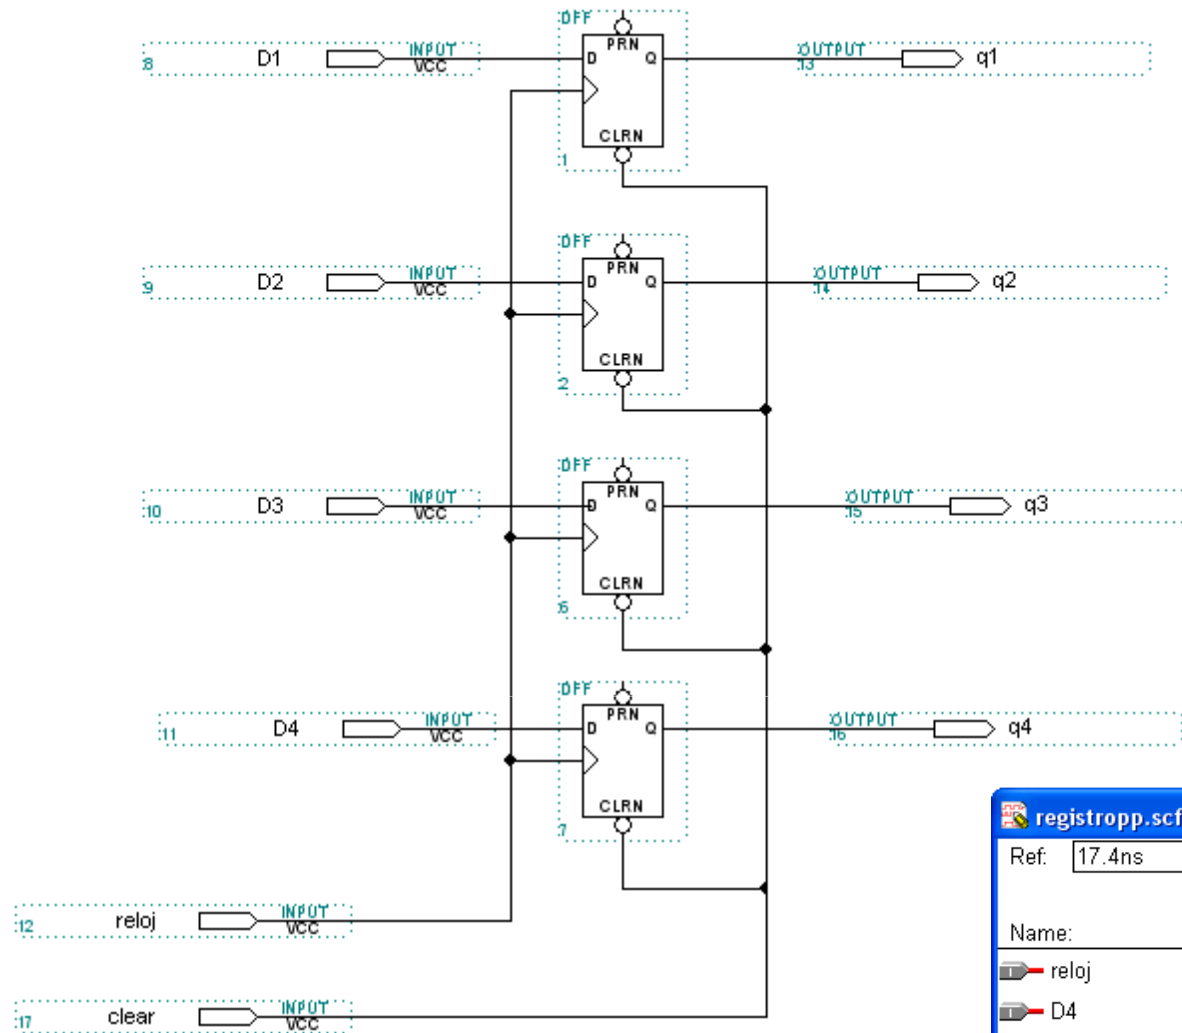 DFF
PRN
D1 INPUT VCC D Q OUTPUT q1
8 13
CLRN
1
DFF
PRN
D2 INPUT VCC D Q OUTPUT q2
9 14
CLRN
2
DFF
PRN
D3 INPUT VCC D Q OUTPUT q3
10 15
CLRN
6
DFF
PRN
D4 INPUT VCC D Q OUTPUT q4
11 16
CLRN
7
registropp.scf
Ref: 17.4ns
reloj INPUT VCC
12
Name:
reloj
D4
clear INPUT VCC
17